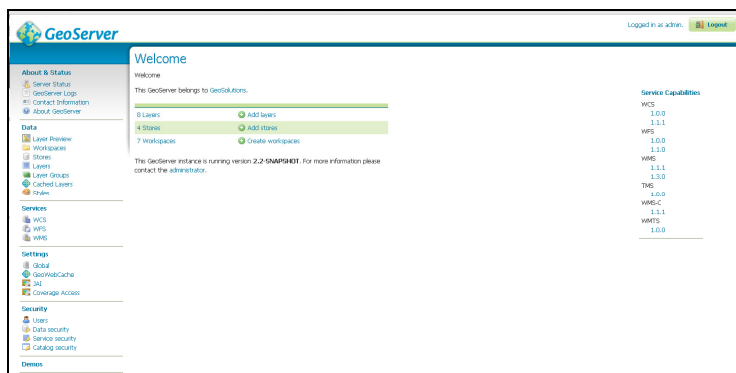 GeoServer
Logged in as admin.
Logout
About & Status
Server Status
GeoServer Logs
Contact Information
About GeoServer
Data
Layer Preview
Workspaces
Stores
Layers
Layer Groups
Cached Layers
Styles
Services
WCS
WFS
WMS
Settings
Global
GeoWebCache
JAI
Coverage Access
Security
Users
Data security
Service security
Catalog security
Demos
Welcome
Welcome
This GeoServer belongs to GeoSolutions.
8 Layers Add layers
4 Stores Add stores
7 Workspaces Create workspaces
This GeoServer instance is running version 2.2-SNAPSHOT. For more information please
contact the administrator.
Service Capabilities
WCS
1.0.0
1.1.1
WFS
1.0.0
1.1.0
WMS
1.1.1
1.3.0
TMS
1.0.0
WMS-C
1.1.1
WMTS
1.0.0